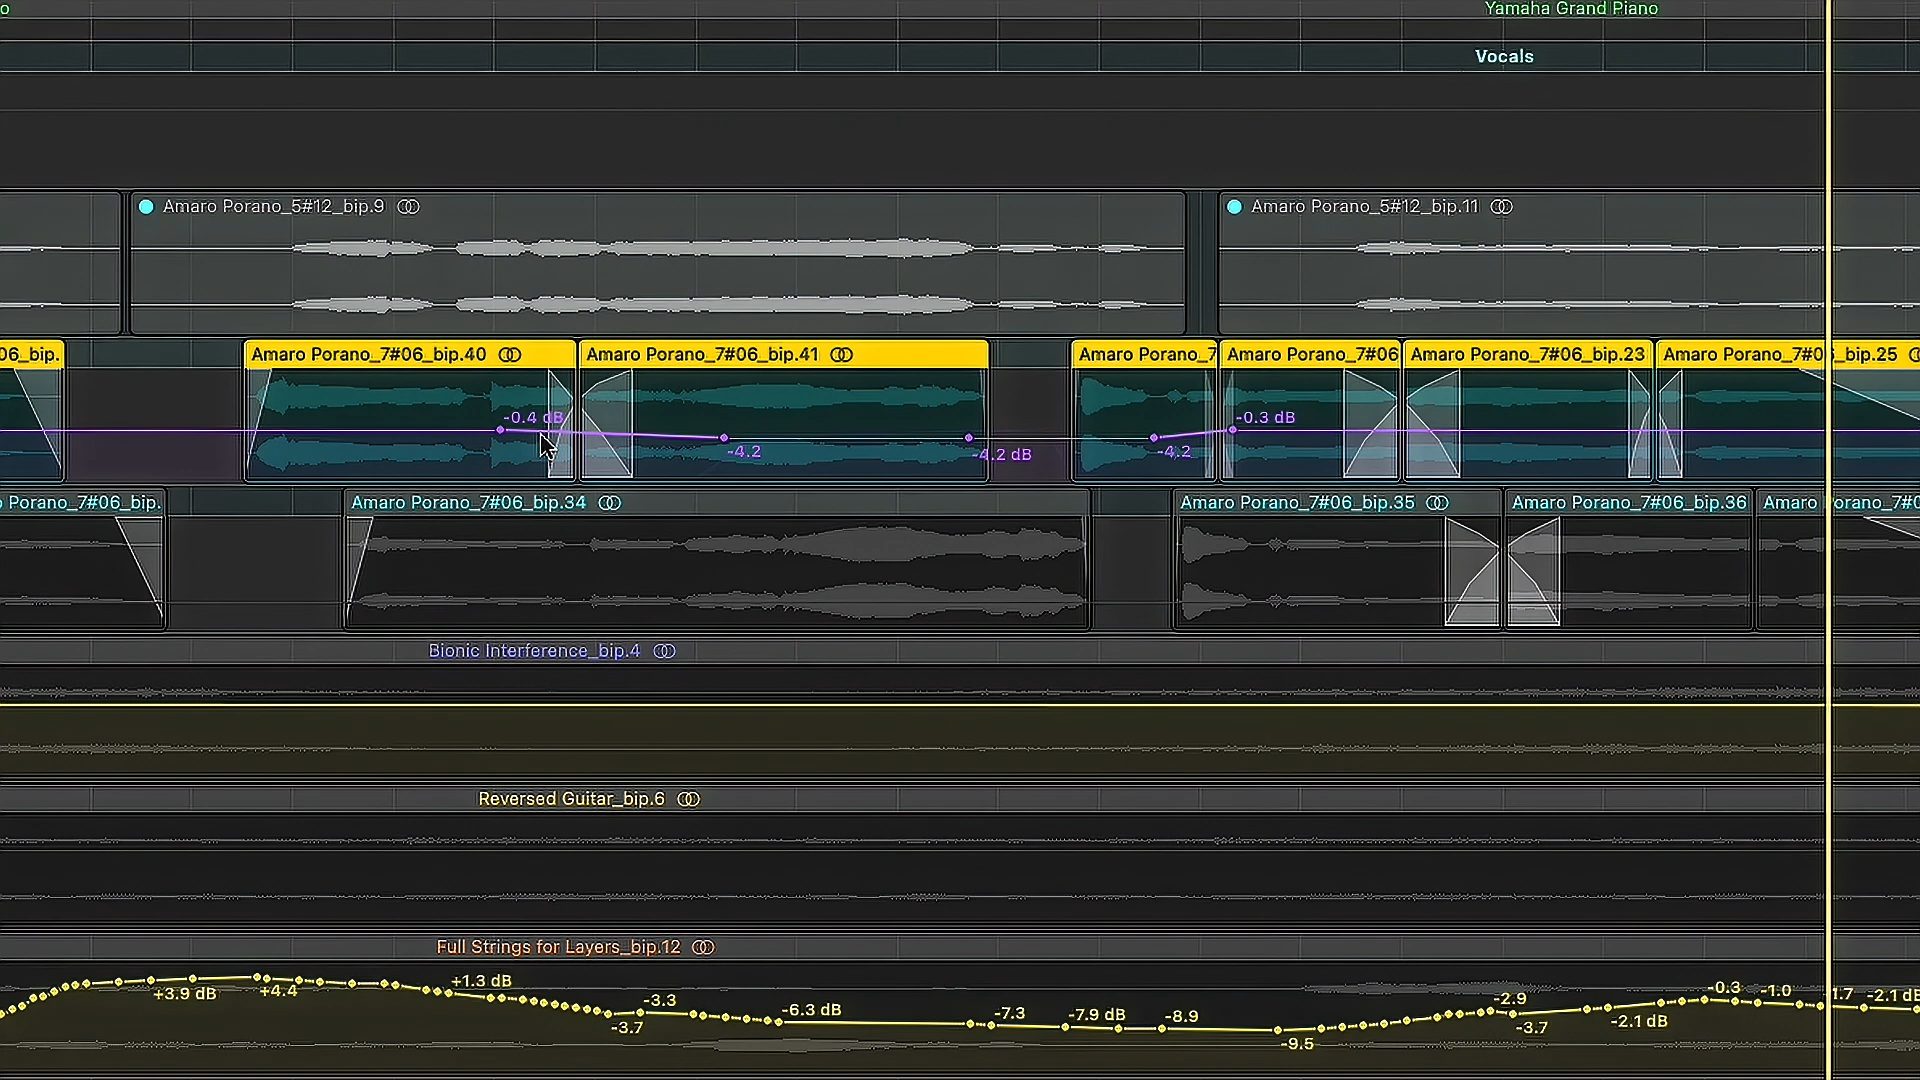 o
Yamaha Grand Piano
Vocals
Amaro Porano_5#12_bip.9
Amaro Porano_5#12_bip.11
06_bip.
Amaro Porano_7#06_bip.40
Amaro Porano_7#06_bip.41
Amaro Porano_7
Amaro Porano_7#06
Amaro Porano_7#06_bip.23
Amaro Porano_7#06_bip.25
-0.4 dB
-4.2
-4.2 dB
-4.2
-0.3 dB
o Porano_7#06_bip.
Amaro Porano_7#06_bip.34
Amaro Porano_7#06_bip.35
Amaro Porano_7#06_bip.36
Amaro Porano_7#0
Bionic Interference_bip.4
Reversed Guitar_bip.6
Full Strings for Layers_bip.12
+3.9 dB
+4.4
+1.3 dB
-3.7
-3.3
-6.3 dB
-7.3
-7.9 dB
-8.9
-9.5
-2.9
-3.7
-2.1 dB
-0.3
-1.0
1.7
-2.1 dB